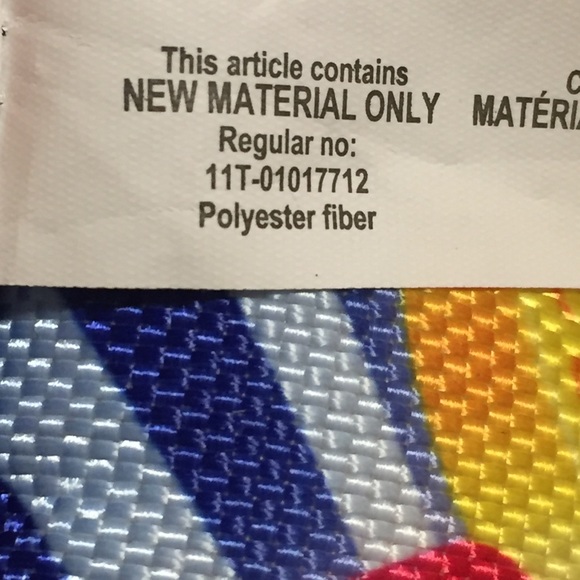 This article contains
NEW MATERIAL ONLY
Regular no:
11T-01017712
Polyester fiber